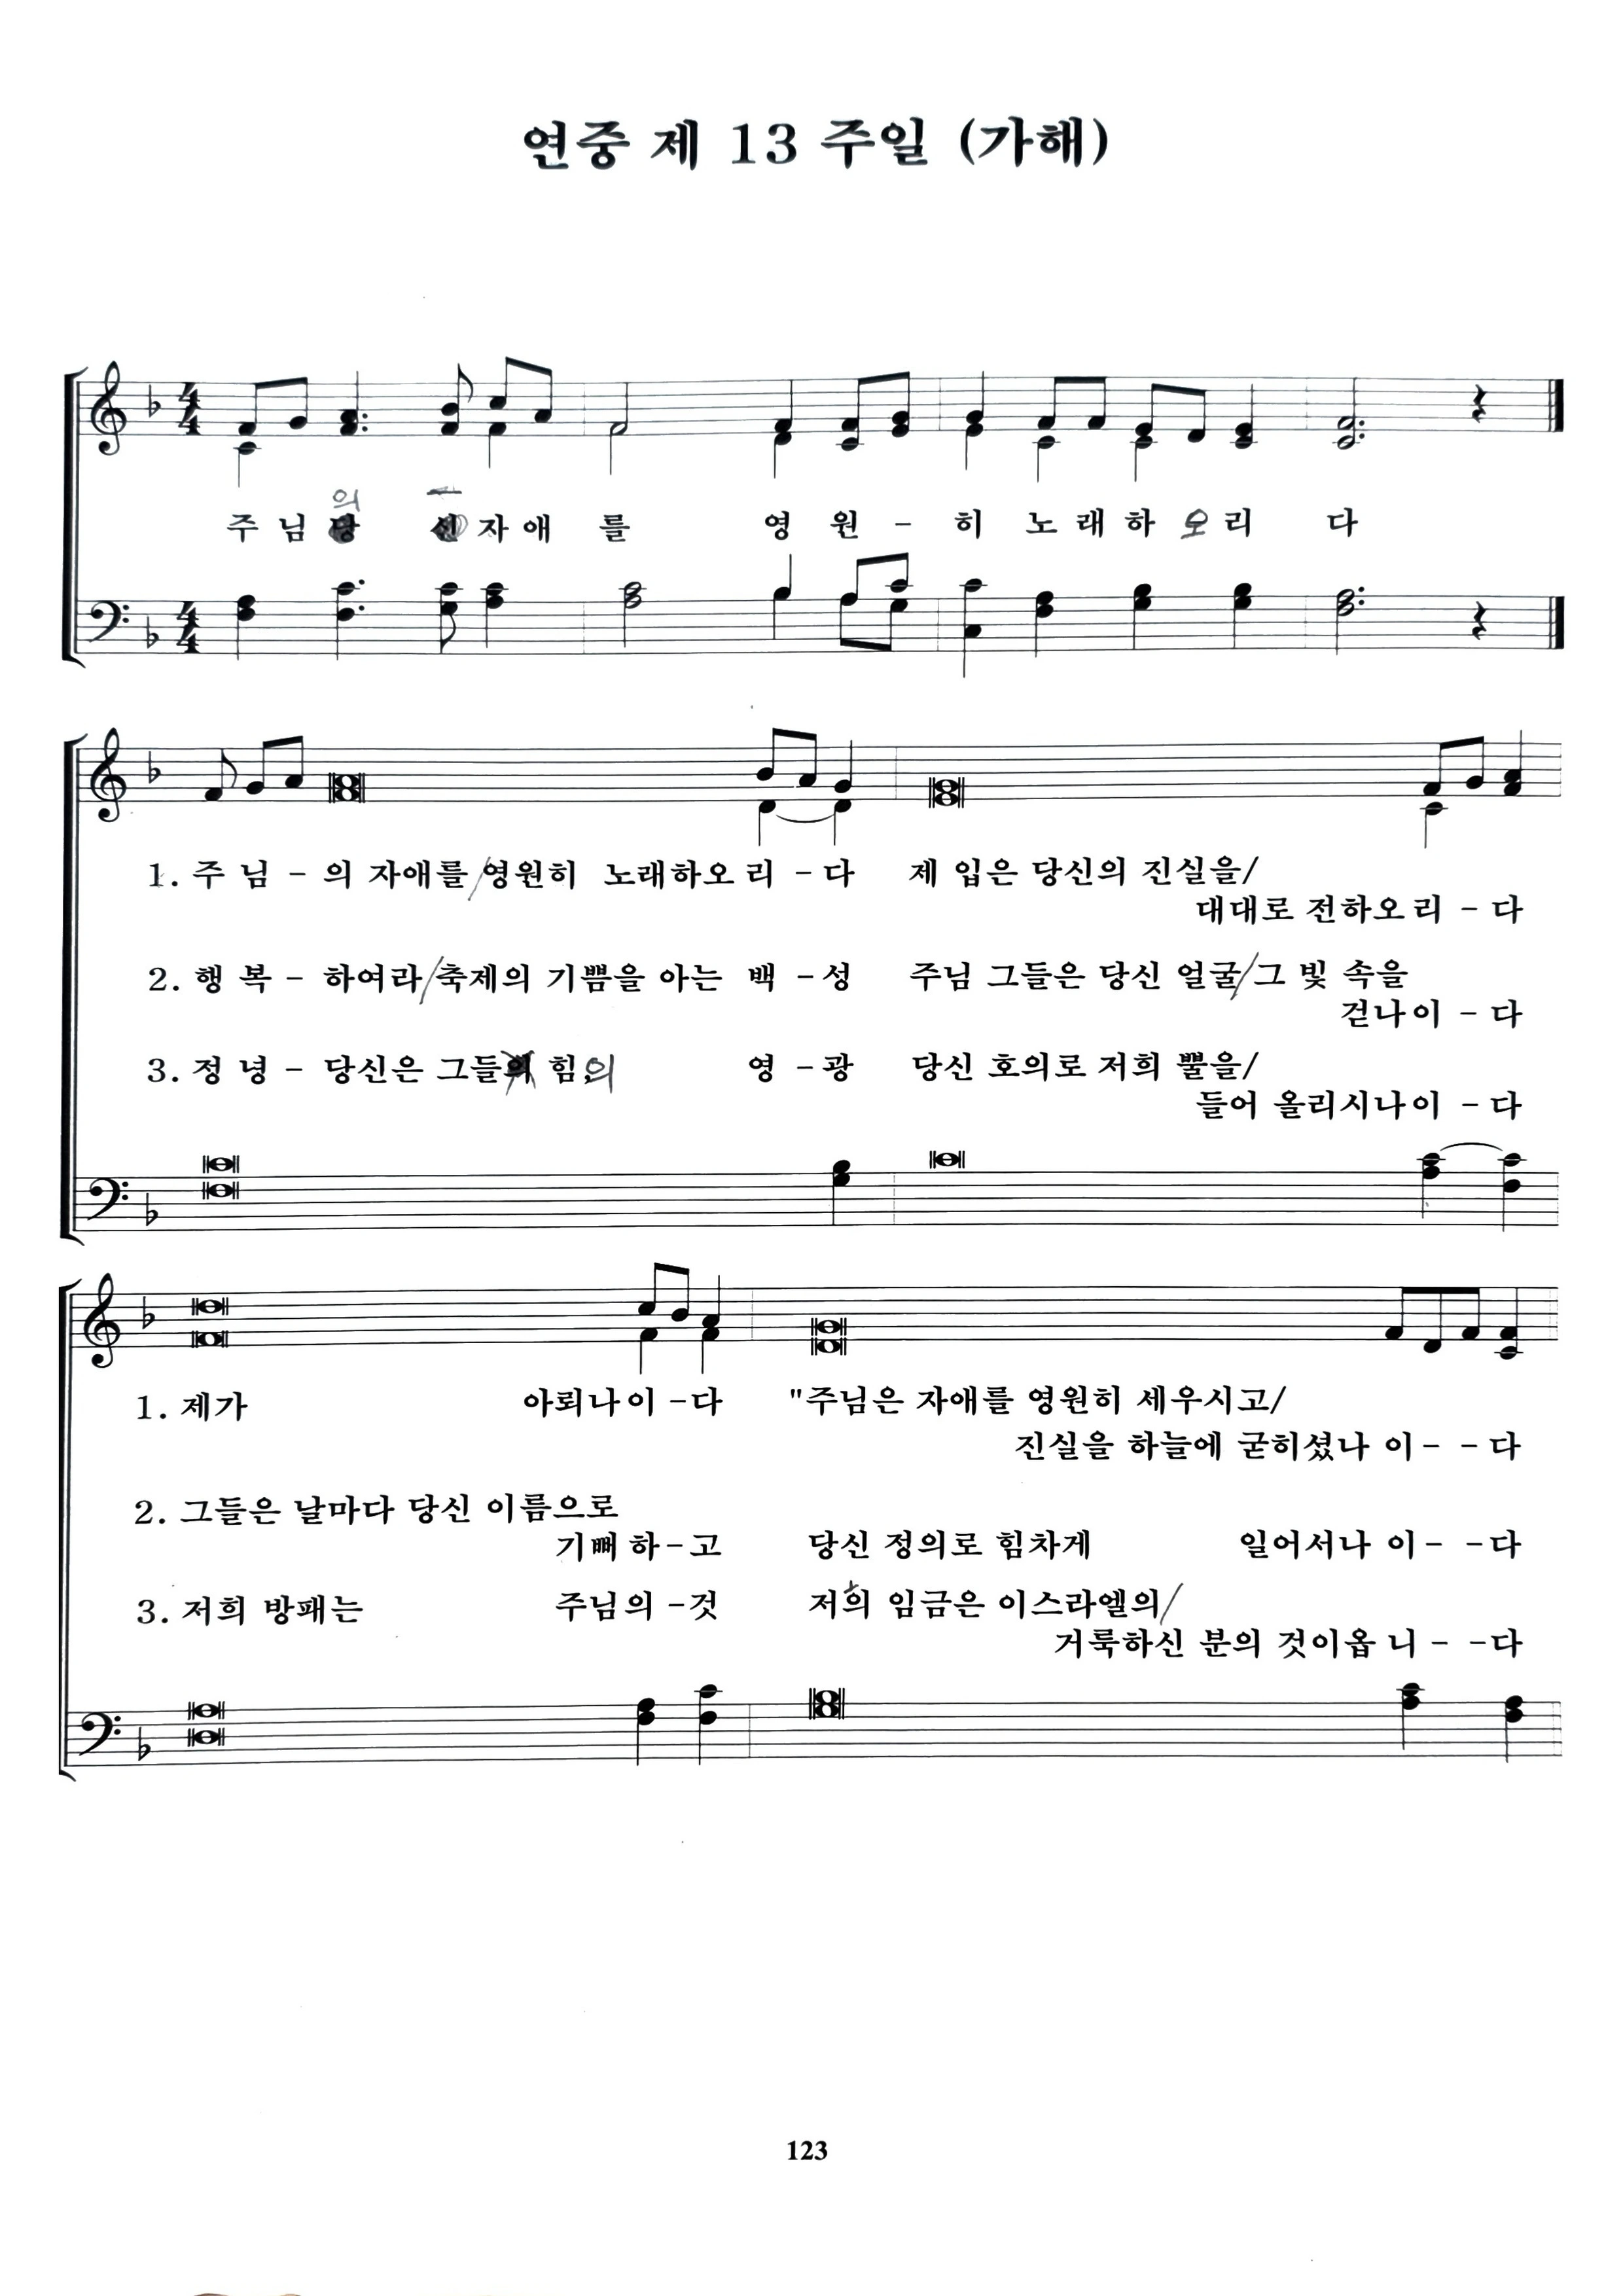 연중 제 13 주일 (가해)
의 —
주 님 자 애 를 영 원 – 히 노 래 하 오 리 다
1. 주 님 – 의 자애를/영원히 노래하오 리 – 다 제 입은 당신의 진실을/
대대로 전하오 리 – 다
2. 행 복 – 하여라/축제의 기쁨을 아는 백 – 성 주님 그들은 당신 얼굴/그 빛 속을
걷나이 – 다
3. 정 녕 – 당신은 그들의 힘, 의 영 – 광 당신 호의로 저희 뿔을/
들어 올리시나이 – 다
1. 제가 아뢰나이 –다 "주님은 자애를 영원히 세우시고/
진실을 하늘에 굳히셨나 이– –다
2. 그들은 날마다 당신 이름으로
기뻐 하–고 당신 정의로 힘차게 일어서나 이– –다
3. 저희 방패는 주님의 –것 저희 임금은 이스라엘의/
거룩하신 분의 것이옵 니– –다
123